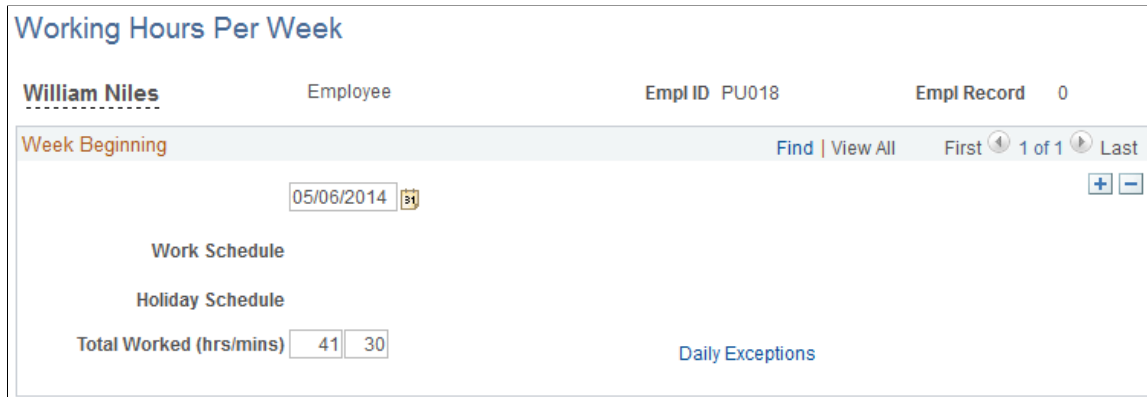 Working Hours Per Week
William Niles Employee Empl ID PU018 Empl Record 0
Week Beginning Find | View All First 1 of 1 Last
05/06/2014 31
Work Schedule
Holiday Schedule
Total Worked (hrs/mins) 41 30
Daily Exceptions